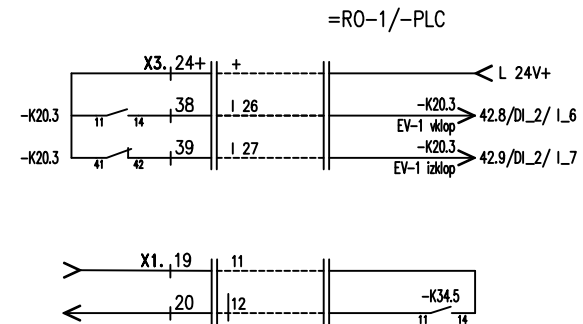 =RO-1/-PLC
X3. 24+ + L 24V+
-K20.3 11 14 38 I 26 -K20.3 42.8/DI_2/ I_6
EV-1 vklop
-K20.3 41 42 39 I 27 -K20.3 42.9/DI_2/ I_7
EV-1 izklop
X1. 19 11
20 12 -K34.5
11 14